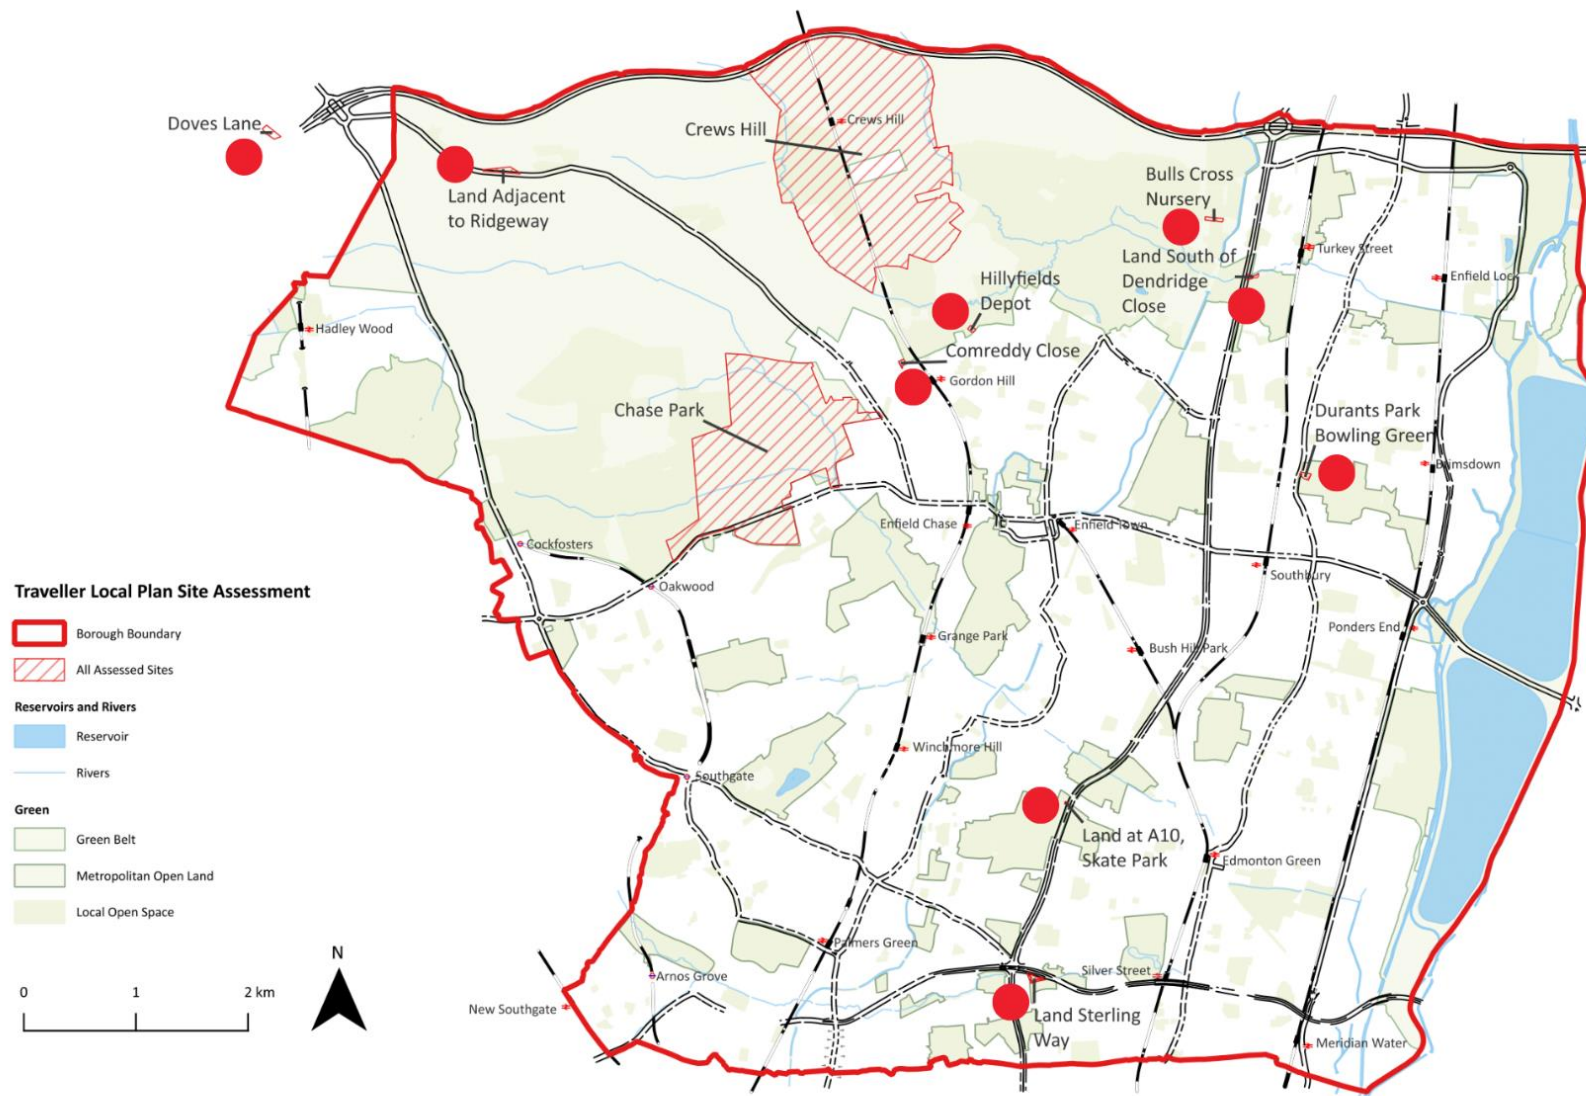 Doves Lane
Crews Hill
Crews Hill
Land Adjacent
to Ridgeway
Bulls Cross
Nursery
Turkey Street
Land South of
Dendridge
Close
Enfield Loc
Hillyfields
Depot
Hadley Wood
Comreddy Close
Gordon Hill
Chase Park
Durants Park
Bowling Green
Brimsdown
Enfield Chase
Enfield Town
Cockfosters
Oakwood
Southbury
Traveller Local Plan Site Assessment
Borough Boundary
All Assessed Sites
Reservoirs and Rivers
Reservoir
Rivers
Green
Green Belt
Metropolitan Open Land
Local Open Space
Ponders End
Grange Park
Bush Hill Park
Winchmore Hill
Southgate
Land at A10,
Skate Park
Edmonton Green
Palmers Green
N
0 1 2 km
Arnos Grove
Silver Street
New Southgate
Land Sterling
Way
Meridian Water